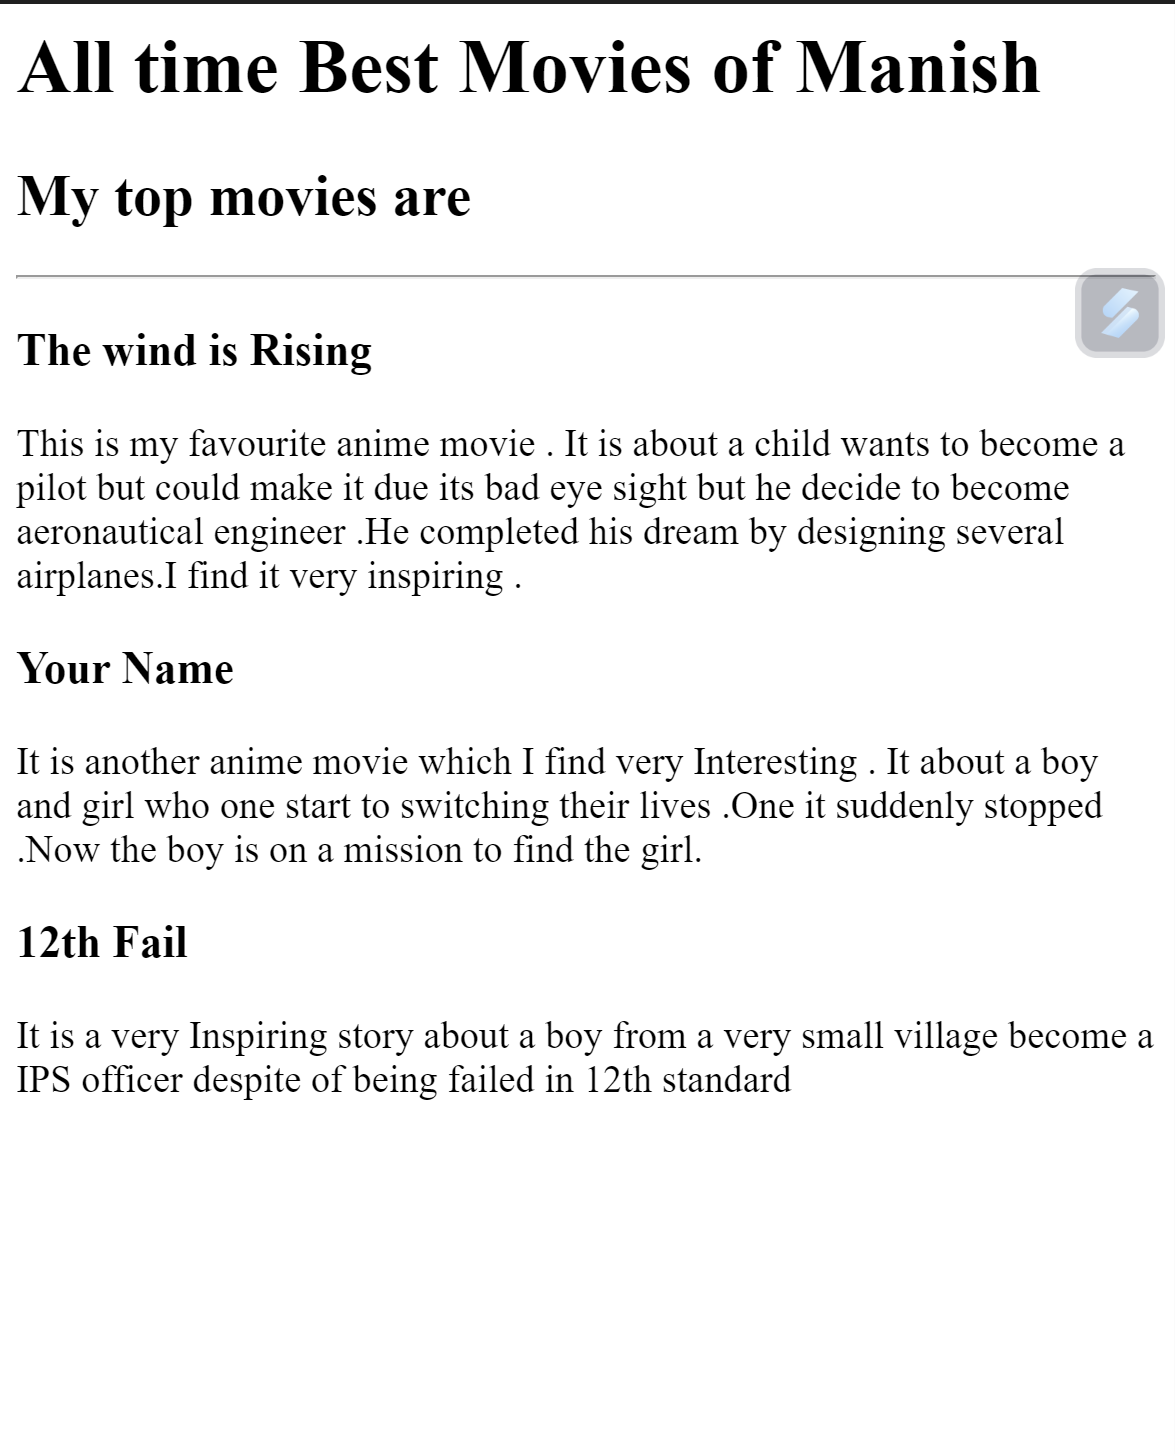 All time Best Movies of Manish
My top movies are
The wind is Rising
This is my favourite anime movie . It is about a child wants to become a
pilot but could make it due its bad eye sight but he decide to become
aeronautical engineer .He completed his dream by designing several
airplanes.I find it very inspiring .
Your Name
It is another anime movie which I find very Interesting . It about a boy
and girl who one start to switching their lives .One it suddenly stopped
.Now the boy is on a mission to find the girl.
12th Fail
It is a very Inspiring story about a boy from a very small village become a
IPS officer despite of being failed in 12th standard